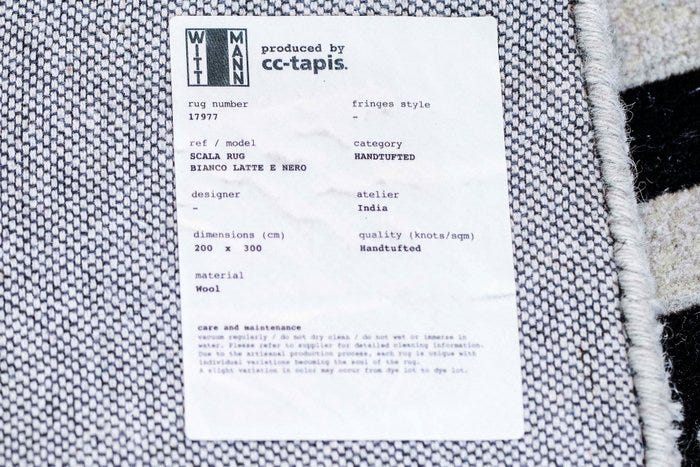 WITTMANN
produced by
cc-tapis.
rug number fringes style
17977 -
ref / model category
SCALA RUG HANDTUFTED
BIANCO LATTE E NERO
designer atelier
- India
dimensions (cm) quality (knots/sqm)
200 x 300 Handtufted
material
Wool
care and maintenance
vacuum regularly / do not dry clean / do not wet or immerse in
water. Please refer to supplier for detailed cleaning information.
Due to the artisanal production process, each rug is unique with
individual variations becoming the soul of the rug.
A slight variation in color may occur from dye lot to dye lot.